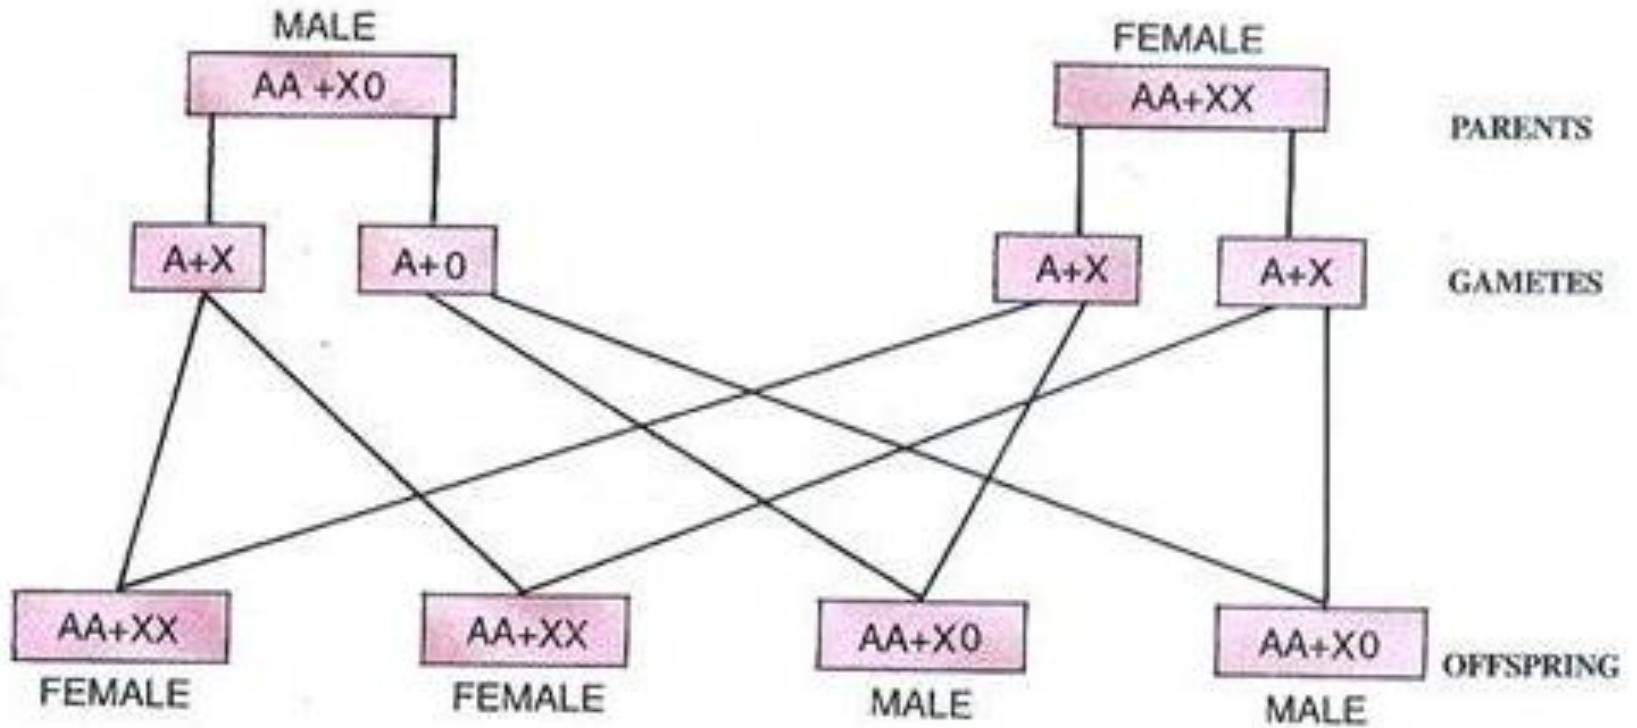 MALE
FEMALE
AA +X0
AA+XX
PARENTS
A+X
A+0
A+X
A+X
GAMETES
AA+XX
AA+XX
AA+X0
AA+X0
OFFSPRING
FEMALE
FEMALE
MALE
MALE